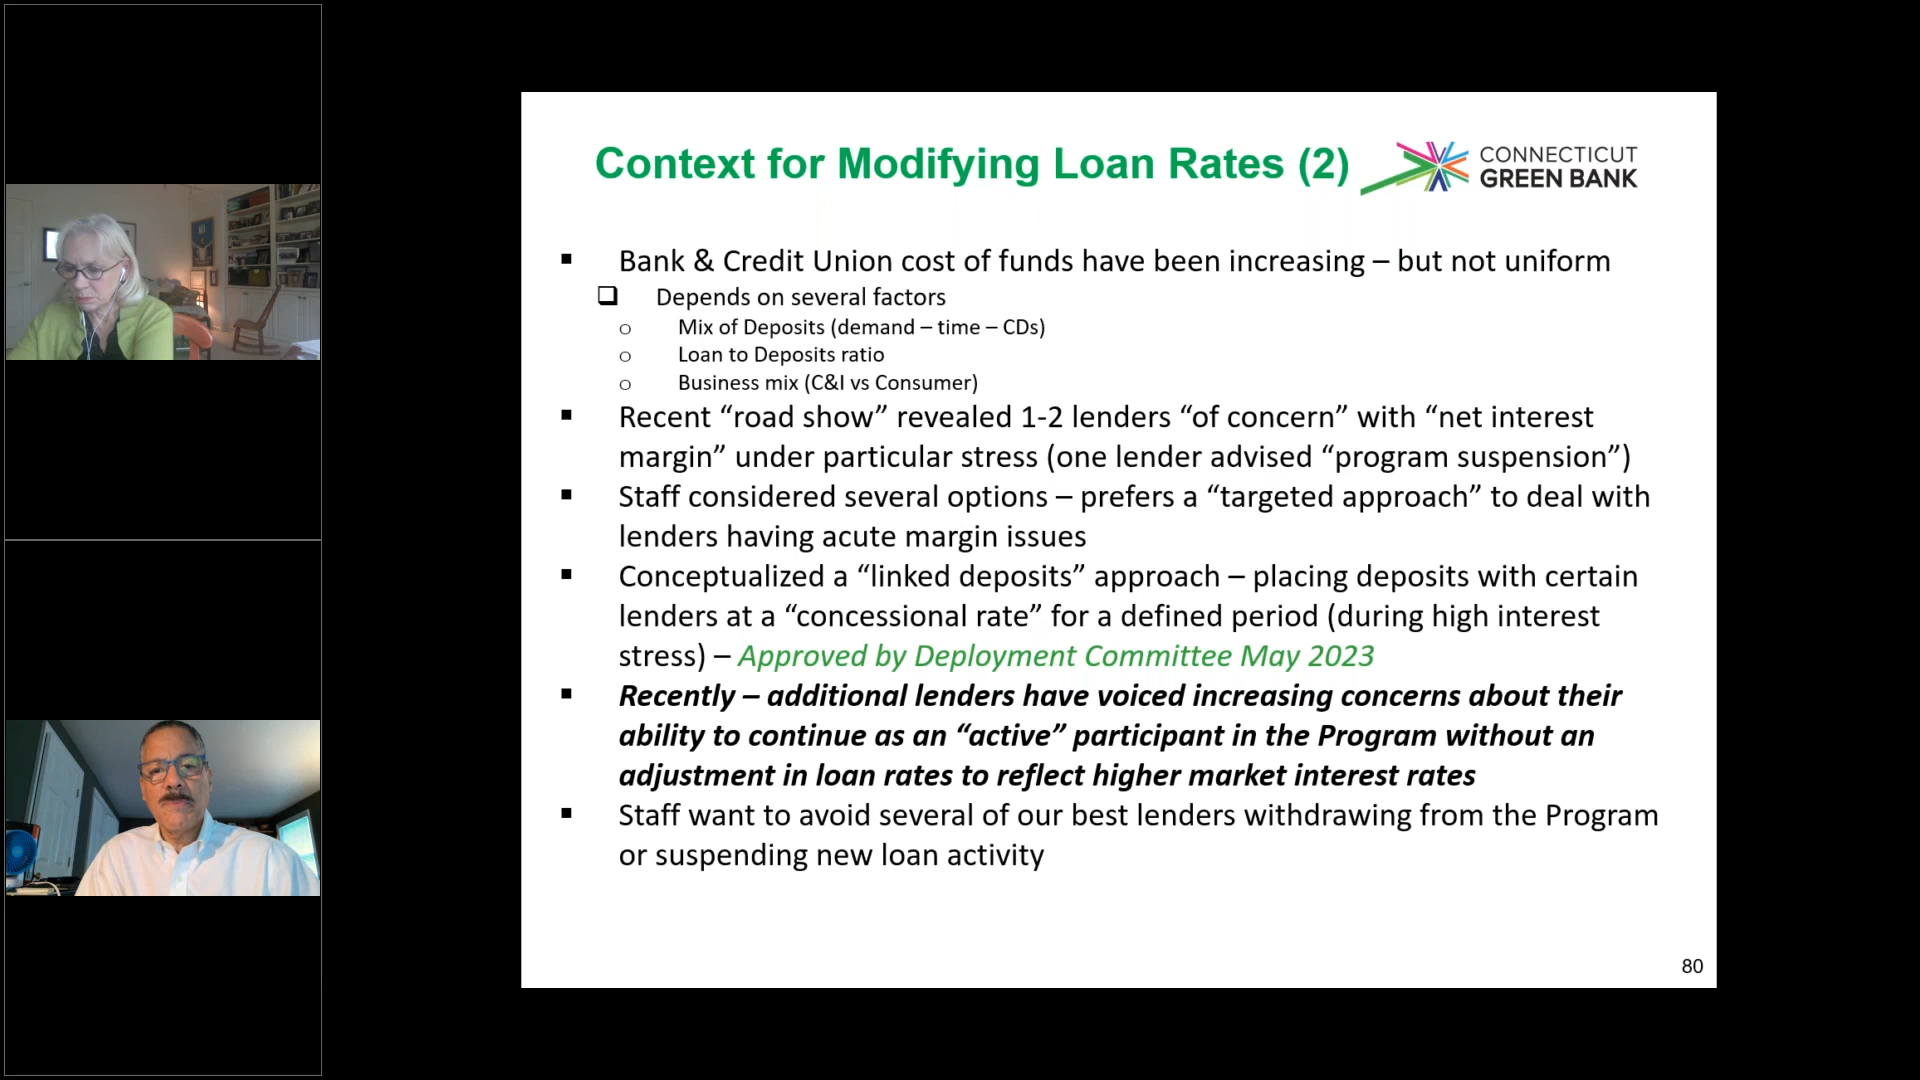 Context for Modifying Loan Rates (2)
CONNECTICUT
GREEN BANK
▪ Bank & Credit Union cost of funds have been increasing – but not uniform
❑ Depends on several factors
o Mix of Deposits (demand – time – CDs)
o Loan to Deposits ratio
o Business mix (C&I vs Consumer)
▪ Recent “road show” revealed 1-2 lenders “of concern” with “net interest
margin” under particular stress (one lender advised “program suspension”)
▪ Staff considered several options – prefers a “targeted approach” to deal with
lenders having acute margin issues
▪ Conceptualized a “linked deposits” approach – placing deposits with certain
lenders at a “concessional rate” for a defined period (during high interest
stress) – Approved by Deployment Committee May 2023
▪ Recently – additional lenders have voiced increasing concerns about their
ability to continue as an “active” participant in the Program without an
adjustment in loan rates to reflect higher market interest rates
▪ Staff want to avoid several of our best lenders withdrawing from the Program
or suspending new loan activity
80